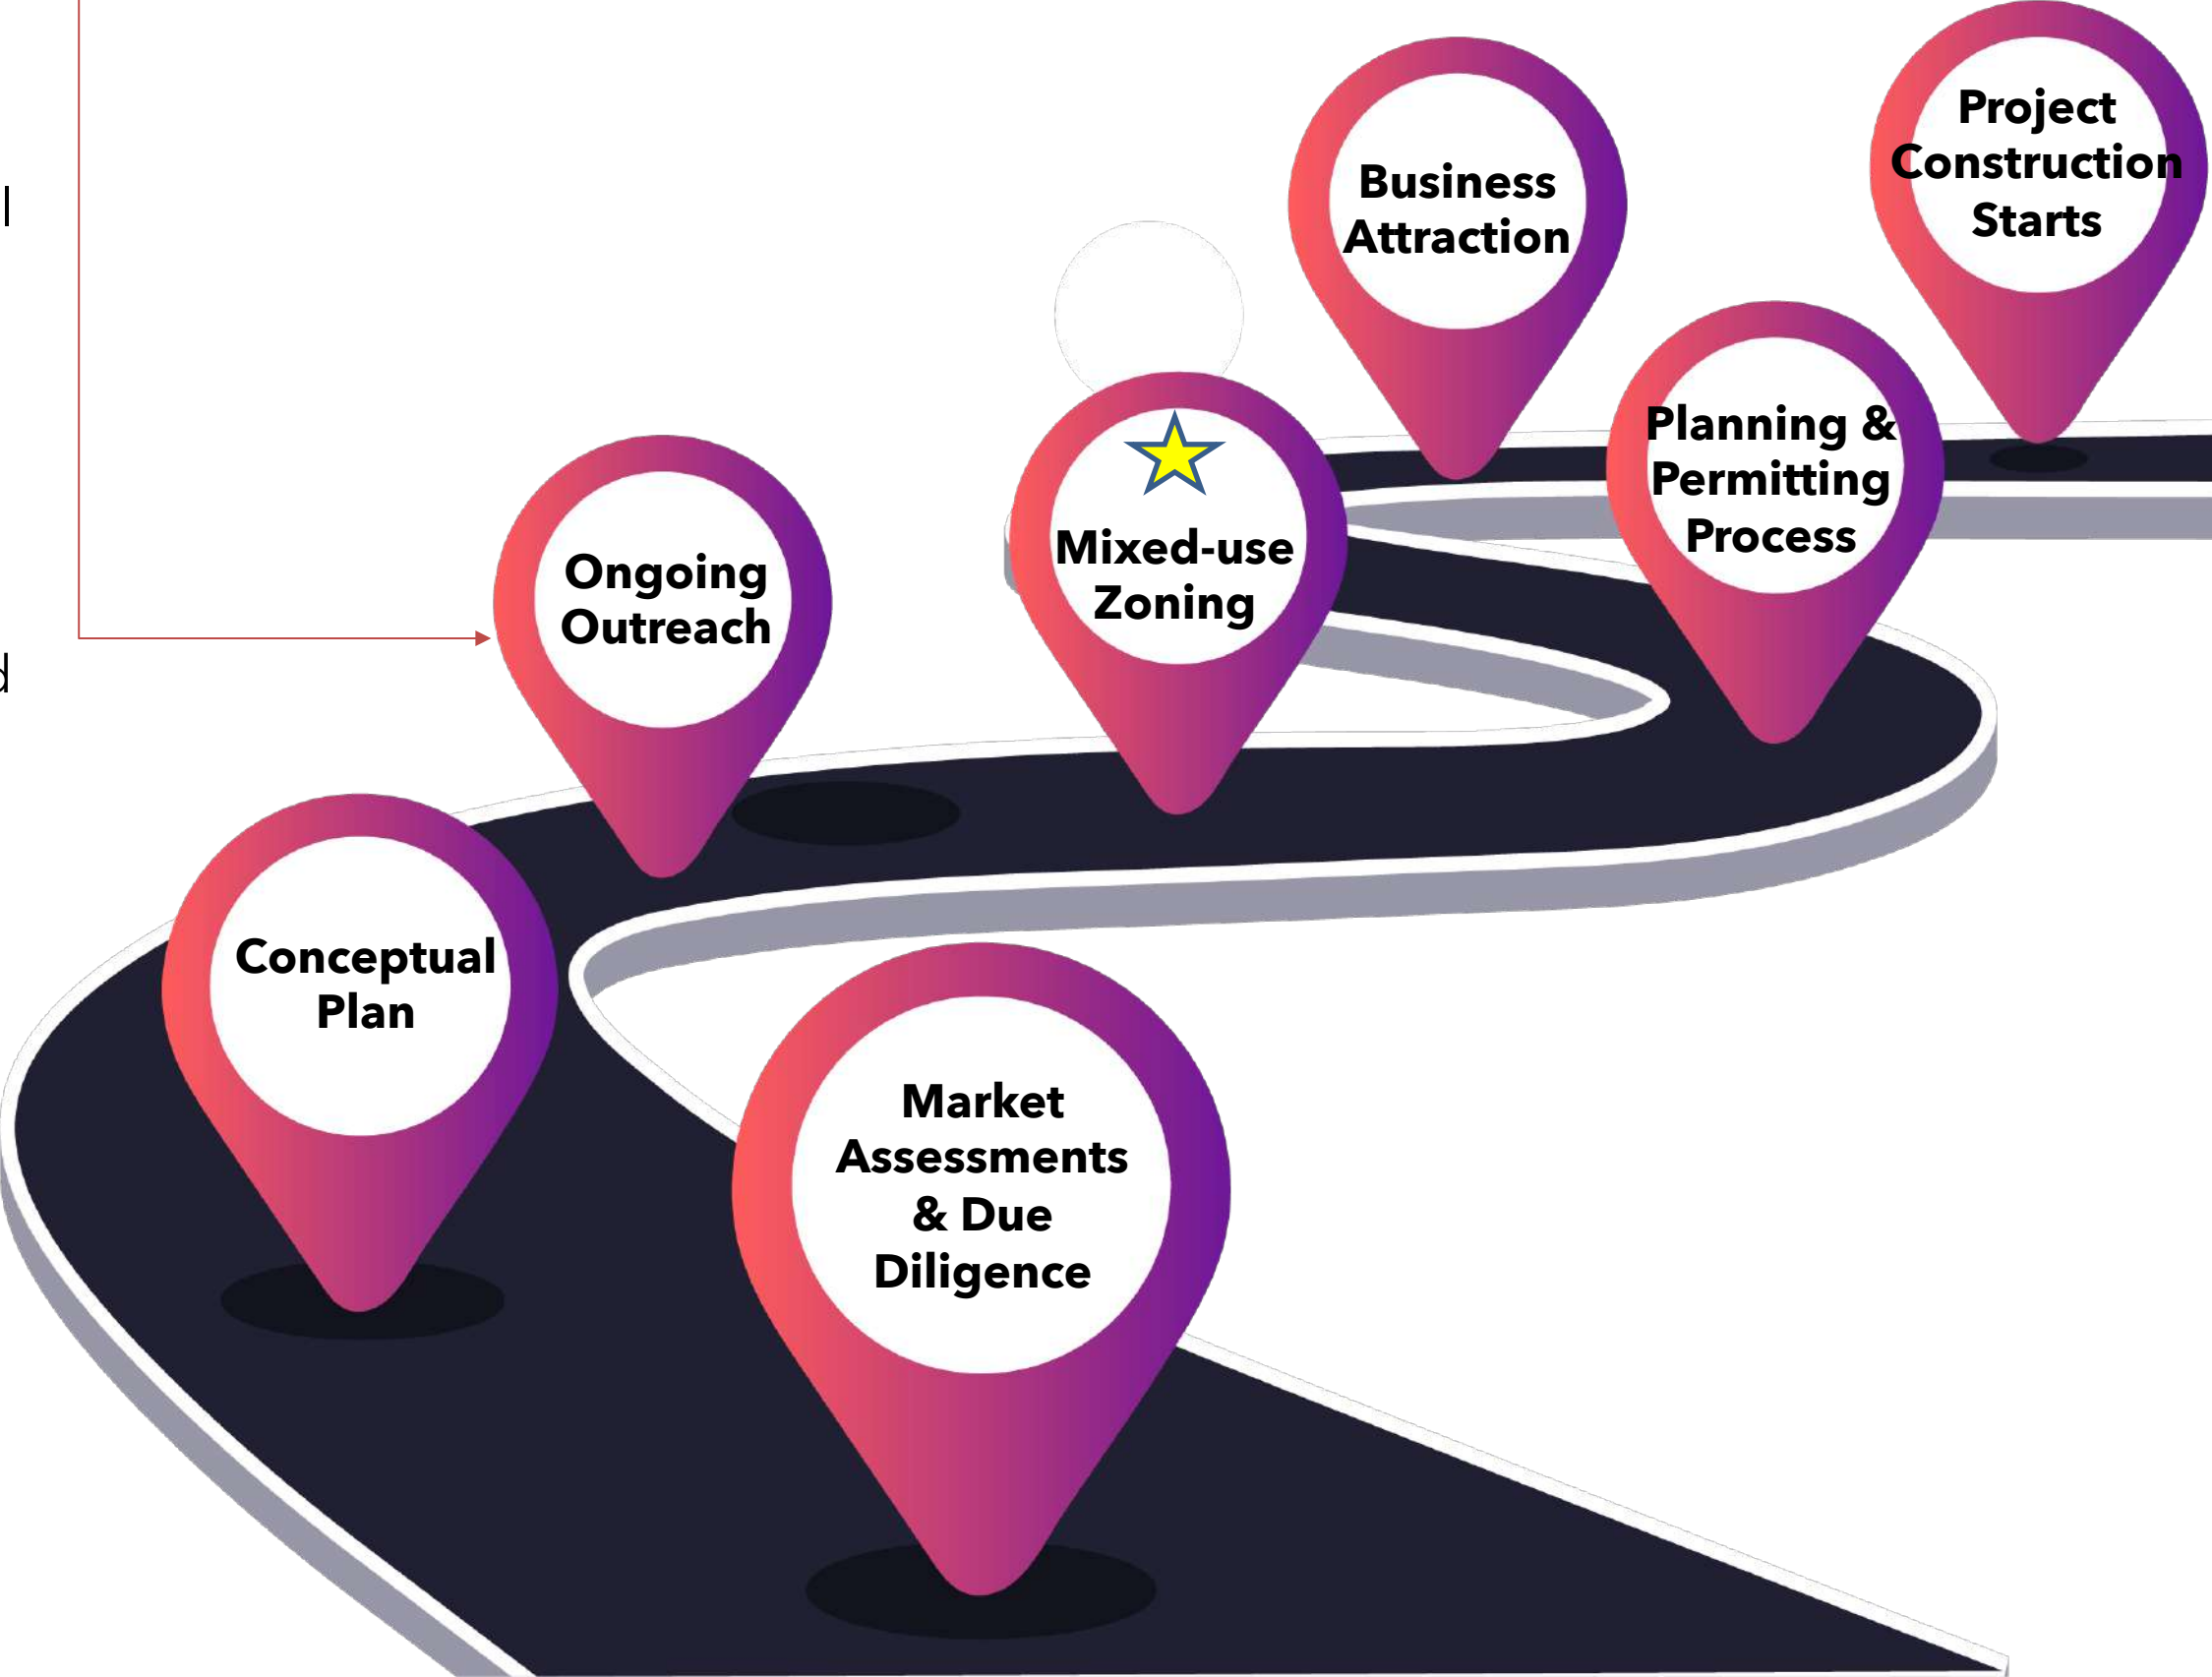 Project
Construction
Starts
Business
Attraction
Planning &
Permitting
Process
Mixed-use
Zoning
Ongoing
Outreach
Conceptual
Plan
Market
Assessments
& Due
Diligence